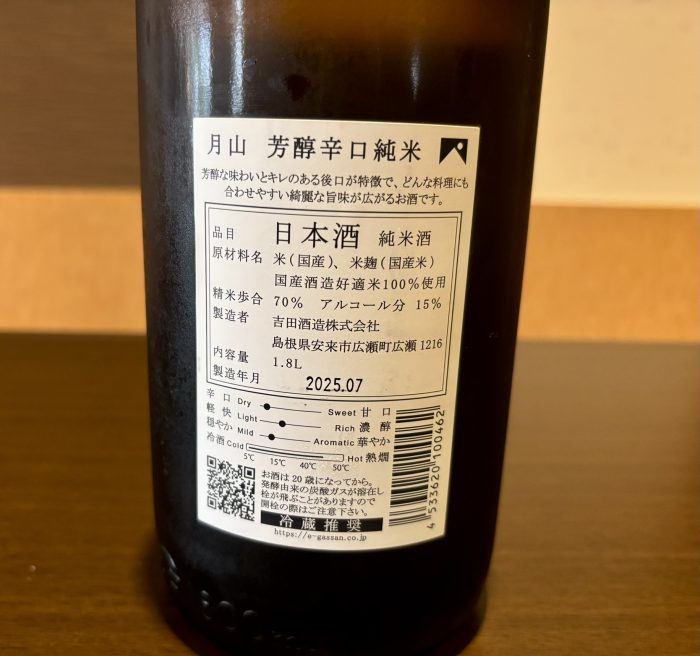 月山 芳醇辛口純米
芳醇な味わいとキレのある後口が特徴で、どんな料理にも
合わせやすい綺麗な旨味が広がるお酒です。
品目 日本酒 純米酒
原材料名 米(国産)、米麹(国産米)
国産酒造好適米100%使用
精米歩合 70% アルコール分 15%
製造者 吉田酒造株式会社
島根県安来市広瀬町広瀬 1216
内容量 1.8L
製造年月 2025.07
辛口 Dry Sweet 甘口
軽快 Light Rich 濃醇
穏やか Mild Aromatic 華やか
冷酒 Cold Hot 熱燗
5℃ 15℃ 40℃ 50℃
お酒は20歳になってから。
発酵由来の炭酸ガスが溶存し
栓が飛ぶことがありますので
開栓の際はご注意下さい。
冷蔵推奨
https://e-gassan.co.jp
4 533620 100462